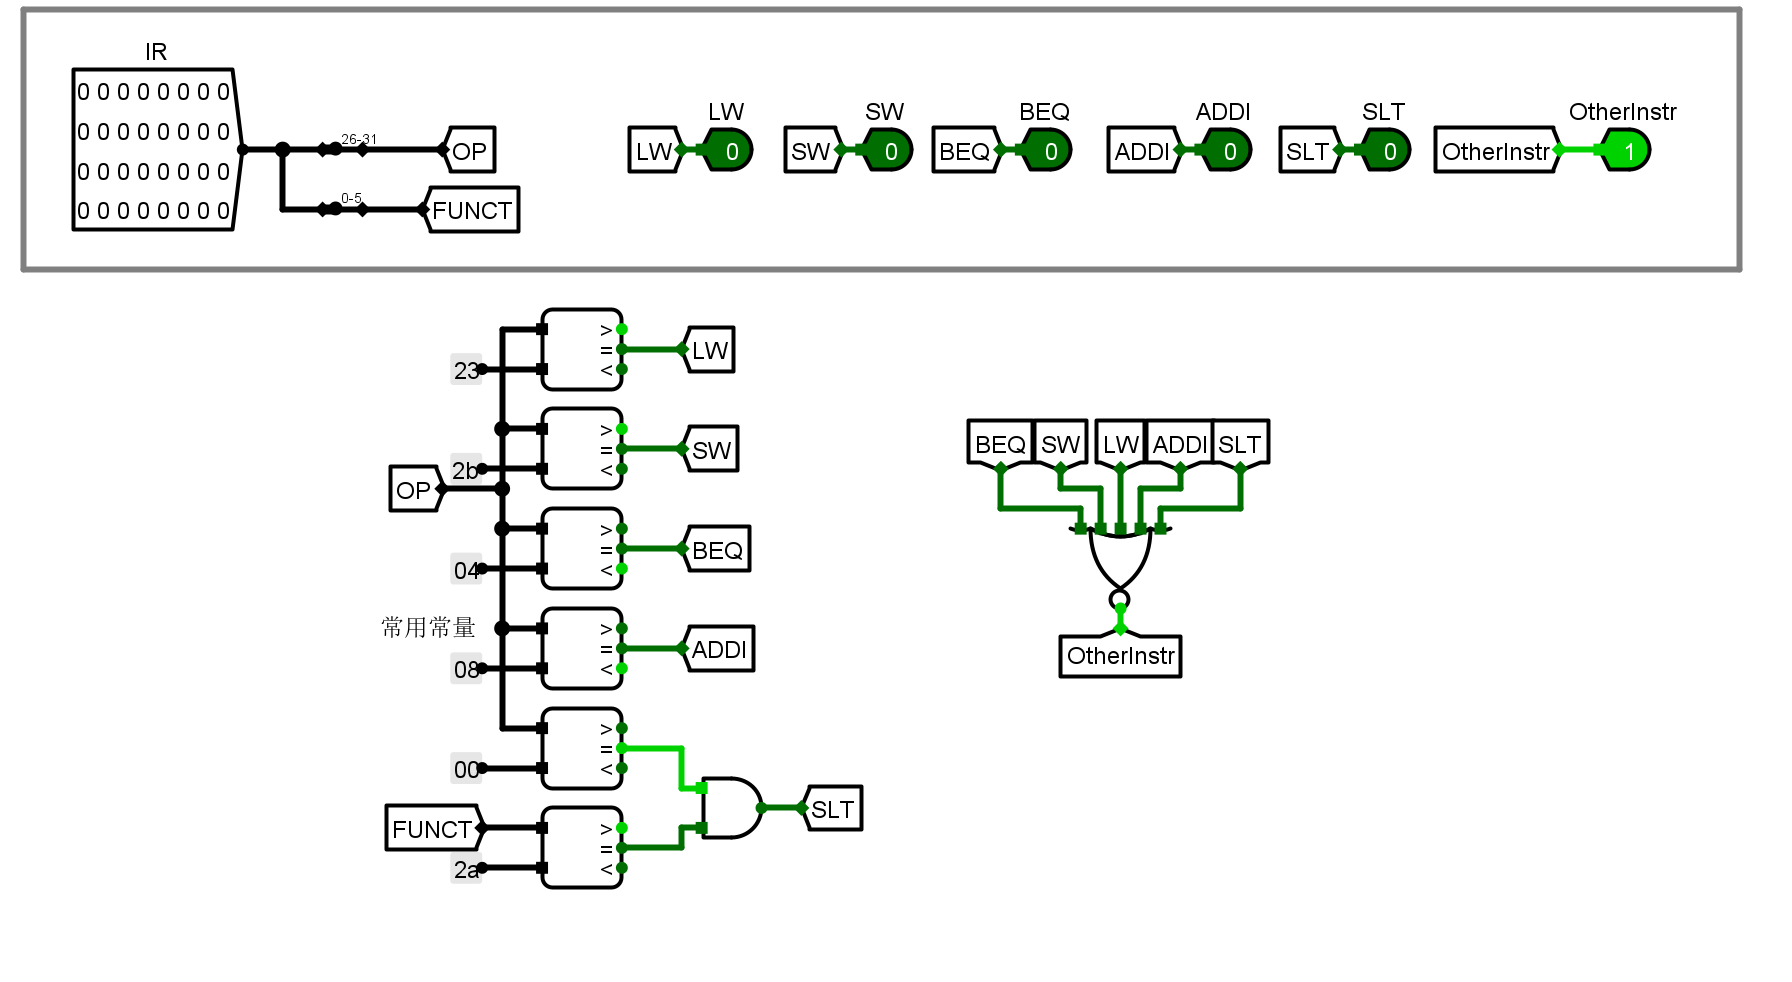 IR
0 0 0 0 0 0 0 0
0 0 0 0 0 0 0 0
0 0 0 0 0 0 0 0
0 0 0 0 0 0 0 0
26-31
OP
0-5
FUNCT
LW
LW
0
SW
SW
0
BEQ
BEQ
0
ADDI
ADDI
0
SLT
SLT
0
OtherInstr
OtherInstr
1
>
=
<
23
LW
>
=
<
2b
SW
OP
>
=
<
04
BEQ
常用常量
>
=
<
08
ADDI
>
=
<
00
FUNCT
>
=
<
2a
SLT
BEQ SW LW ADDI SLT
OtherInstr